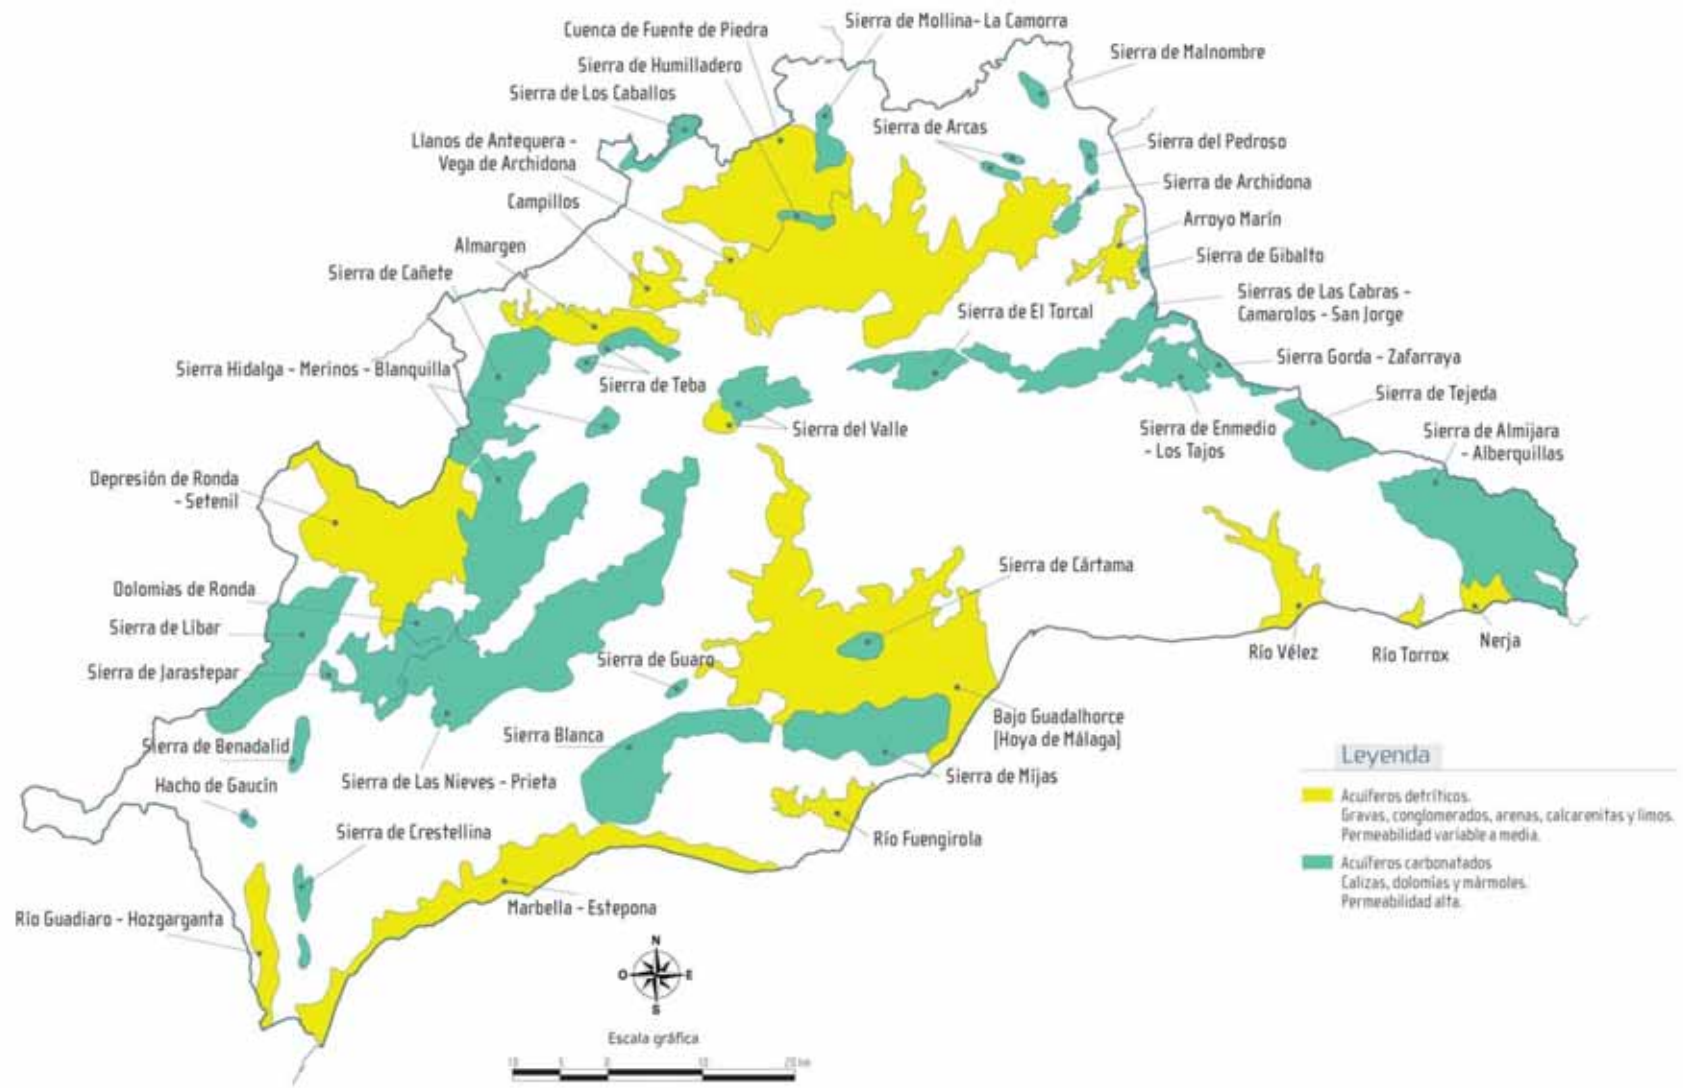 Sierra de Mollina- La Camorra
Cuenca de Fuente de Piedra
Sierra de Malnombre
Sierra de Humilladero
Sierra de Los Caballos
Sierra de Arcas
Llanos de Antequera -
Vega de Archidona
Sierra del Pedroso
Sierra de Archidona
Campillos
Arroyo Marín
Almargen
Sierra de Gibalto
Sierra de Cañete
Sierras de Las Cabras -
Camarolos - San Jorge
Sierra de El Torcal
Sierra Gorda - Zafarraya
Sierra Hidalga - Merinos - Blanquilla
Sierra de Teba
Sierra de Tejeda
Sierra del Valle
Sierra de Enmedio
- Los Tajos
Sierra de Almijara
- Alberquillas
Depresión de Ronda
- Setenil
Sierra de Cártama
Dolomias de Ronda
Sierra de Líbar
Sierra de Jarastepar
Sierra de Guaro
Río Vélez
Río Torrox
Nerja
Bajo Guadalhorce
[Hoya de Málaga]
Sierra Blanca
Sierra de Benadalid
Sierra de Las Nieves - Prieta
Sierra de Mijas
Hacho de Gaucín
Sierra de Crestellina
Río Fuengirola
Río Guadiaro - Hozgarganta
Marbella - Estepona
Leyenda
Acuíferos detríticos.
Gravas, conglomerados, arenas, calcarenitas y limos.
Permeabilidad variable a media.
Acuíferos carbonatados
Calizas, dolomías y mármoles.
Permeabilidad alta.
N
O
E
S
Escala gráfica
10 5 0 10 20 km